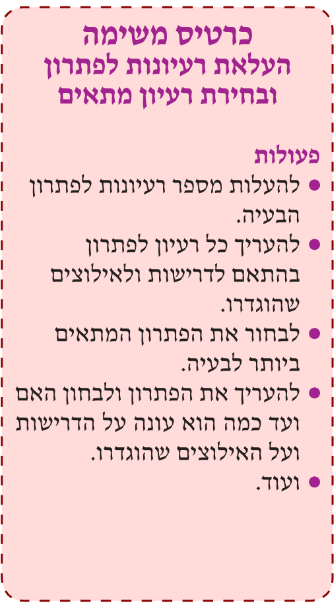 כרטיס משימה
העלאת רעיונות לפתרון
ובחירת רעיון מתאים
פעולות
• להעלות מספר רעיונות לפתרון
הבעיה.
• להעריך כל רעיון לפתרון
בהתאם לדרישות ולאילוצים
שהוגדרו.
• לבחור את הפתרון המתאים
ביותר לבעיה.
• להעריך את הפתרון ולבחון האם
ועד כמה הוא עונה על הדרישות
ועל האילוצים שהוגדרו.
• ועוד.